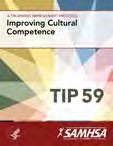 A TREATMENT IMPROVEMENT PROTOCOL
Improving Cultural
Competence
TIP 59
SAMHSA